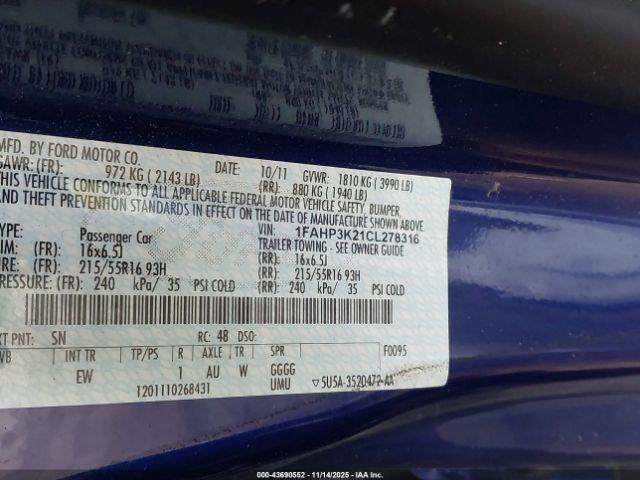 MFD. BY FORD MOTOR CO.
GAWR: (FR): 972 KG ( 2143 LB) DATE: 10/11 GVWR: 1810 KG ( 3990 LB)
(RR): 880 KG ( 1940 LB)
THIS VEHICLE CONFORMS TO ALL APPLICABLE FEDERAL MOTOR VEHICLE SAFETY, BUMPER,
AND THEFT PREVENTION STANDARDS IN EFFECT ON THE DATE OF MANUFACTURE SHOWN ABOVE.
VIN: 1FAHP3K21CL278316
TYPE: Passenger Car TRAILER TOWING - SEE OWNER GUIDE
RIM: (FR): 16x6.5J (RR): 16x6.5J
TIRE: (FR): 215/55R16 93H (RR): 215/55R16 93H
PRESSURE: (FR): 240 kPa/ 35 PSI COLD (RR): 240 kPa/ 35 PSI COLD
EXT PNT: SN RC: 48 DSO:
WB INT TR TP/PS R AXLE TR SPR F0095
EW 1 AU W GGGG
1201110268431 UMU 5U5A-3520472-AA
000-43690552 - 11/14/2025 - IAAI.COM